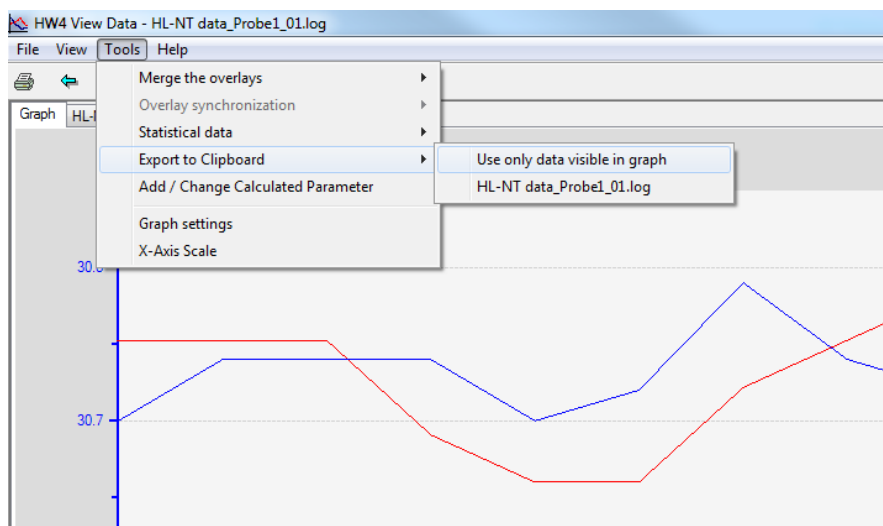 HW4 View Data - HL-NT data_Probe1_01.log
File View Tools Help
Merge the overlays
Overlay synchronization
Statistical data
Export to Clipboard
Add / Change Calculated Parameter
Graph settings
X-Axis Scale
Use only data visible in graph
HL-NT data_Probe1_01.log
Graph
30.7